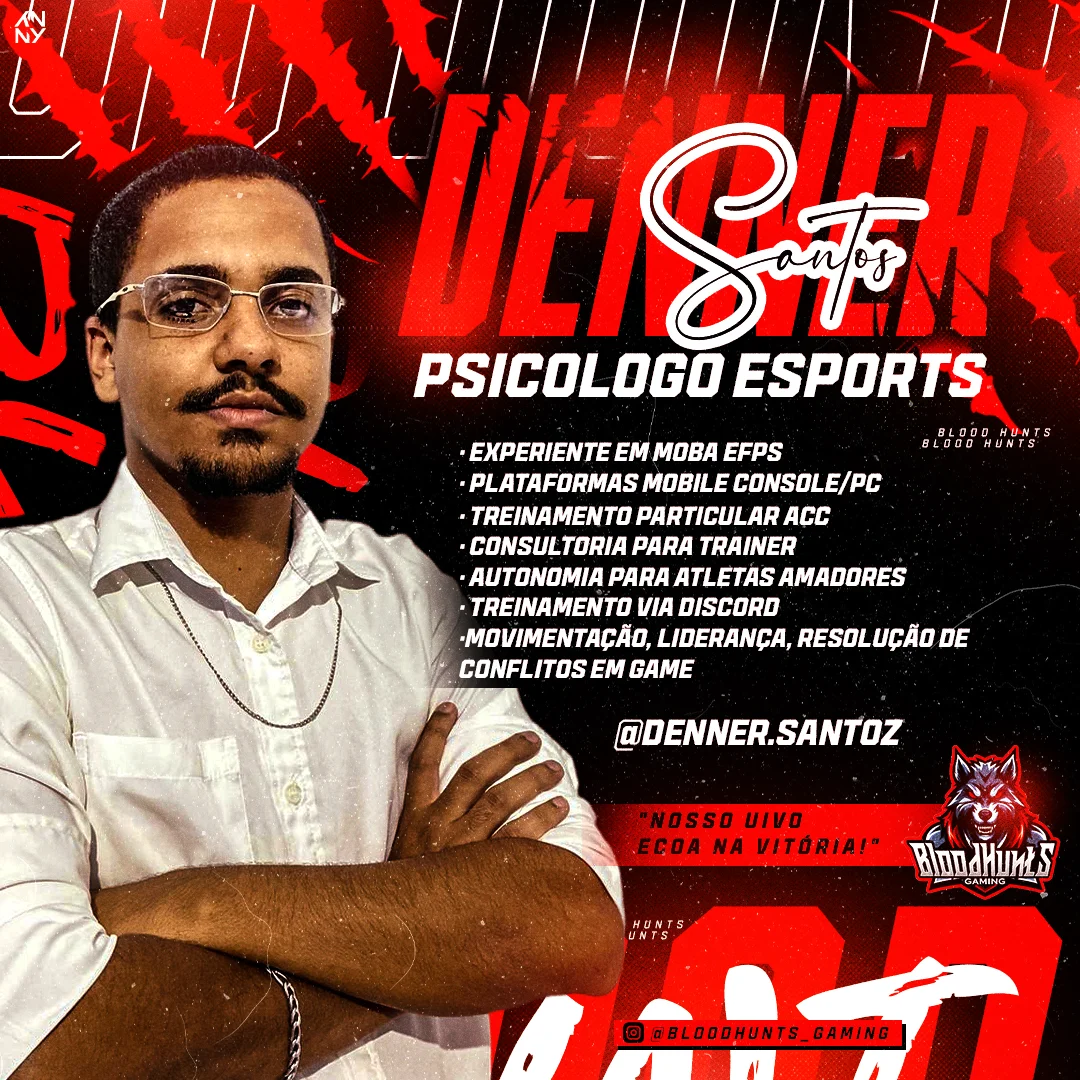 AN
NY
DENNER
Santos
PSICOLOGO ESPORTS
BLOOD HUNTS
BLOOD HUNTS
· EXPERIENTE EM MOBA EFPS
· PLATAFORMAS MOBILE CONSOLE/PC
· TREINAMENTO PARTICULAR ACC
· CONSULTORIA PARA TRAINER
· AUTONOMIA PARA ATLETAS AMADORES
· TREINAMENTO VIA DISCORD
·MOVIMENTAÇÃO, LIDERANÇA, RESOLUÇÃO DE
CONFLITOS EM GAME
@DENNER.SANTOZ
"NOSSO UIVO
ECOA NA VITÓRIA!"
BLOODHUNTS
GAMING
HUNTS
UNTS
@BLOODHUNTS_GAMING